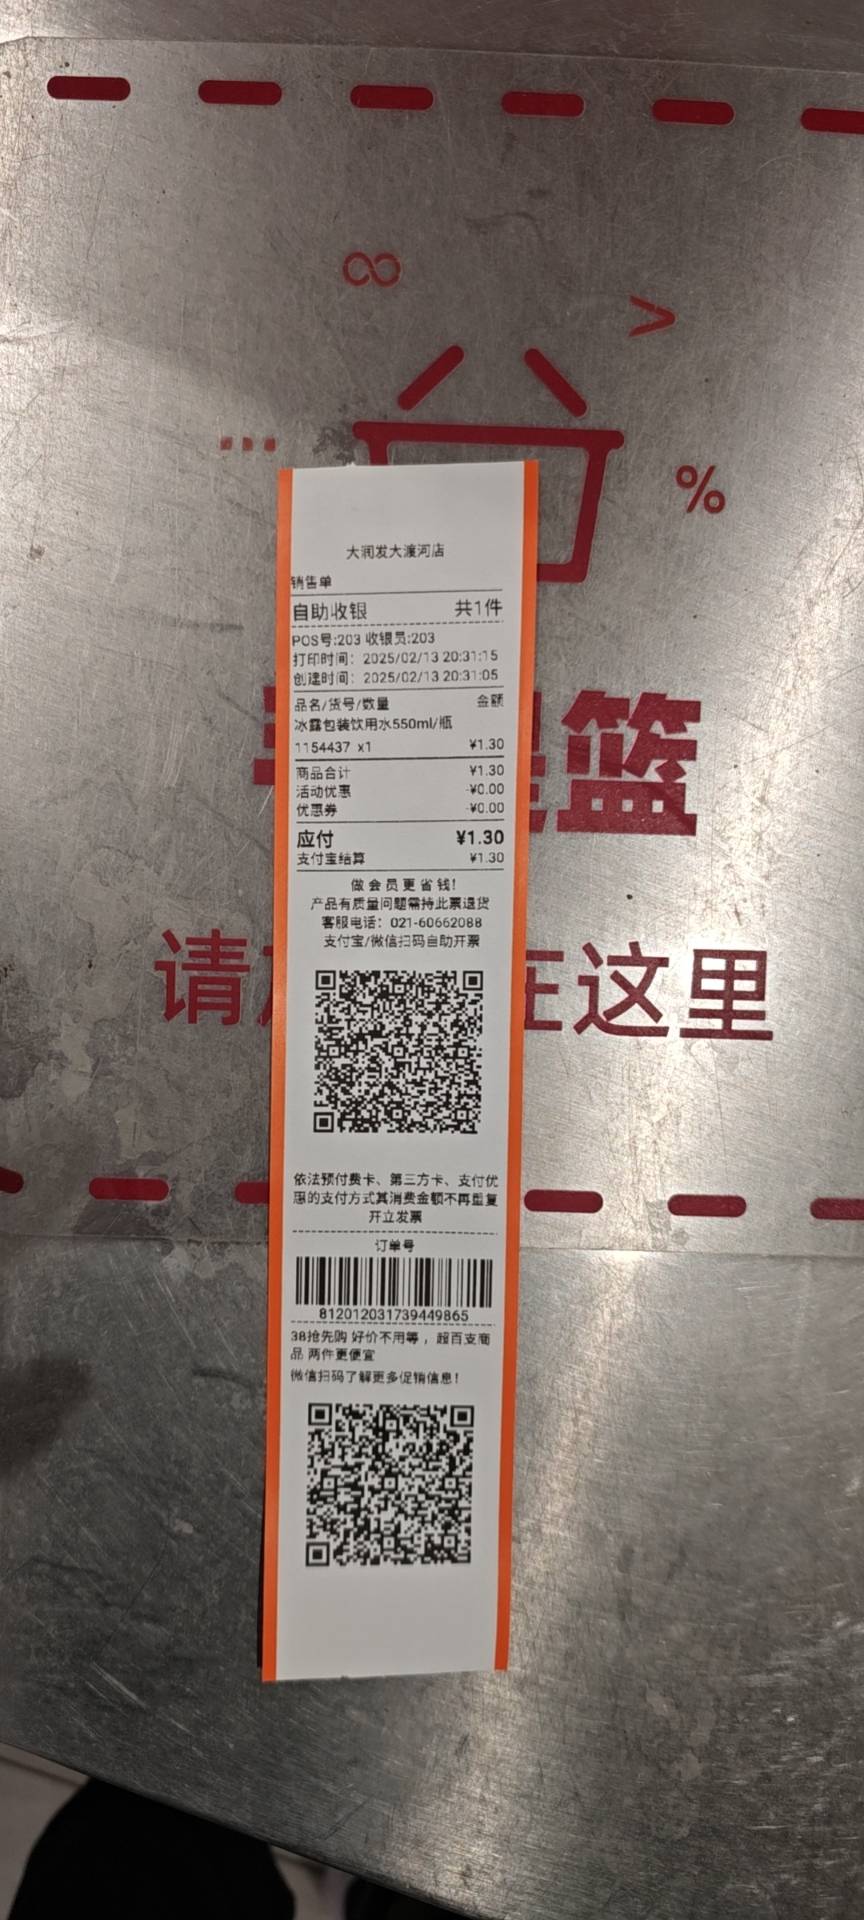 大润发大渡河店
销售单
自助收银 共1件
POS号:203 收银员:203
打印时间: 2025/02/13 20:31:15
创建时间: 2025/02/13 20:31:05
品名/货号/数量 金额
冰露包装饮用水550ml/瓶
1154437 x1 ¥1.30
商品合计 ¥1.30
活动优惠 -¥0.00
优惠券 -¥0.00
应付 ¥1.30
支付宝结算 ¥1.30
做会员更省钱!
产品有质量问题需持此票退货
客服电话: 021-60662088
支付宝/微信扫码自助开票
依法预付费卡、第三方卡、支付优
惠的支付方式其消费金额不再重复
开立发票
订单号
812012031739449865
38抢先购 好价不用等，超百支商
品 两件更便宜
微信扫码了解更多促销信息!
%
篮
请 在这里